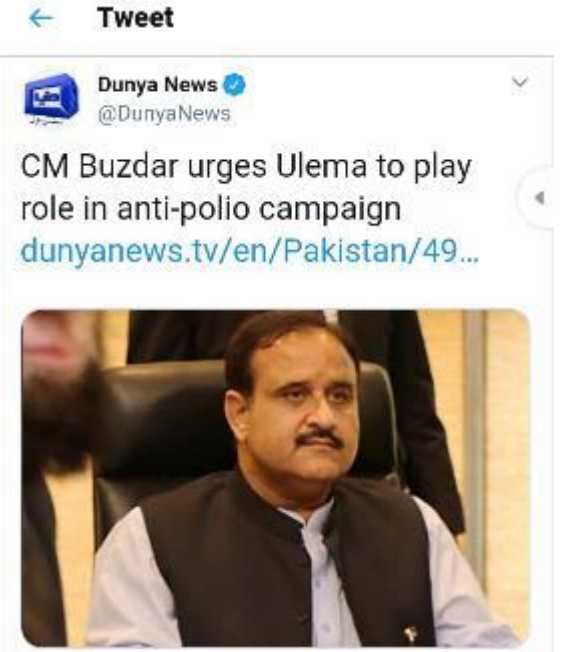 Tweet
Dunya News
@DunyaNews
CM Buzdar urges Ulema to play
role in anti-polio campaign
dunyanews.tv/en/Pakistan/49...